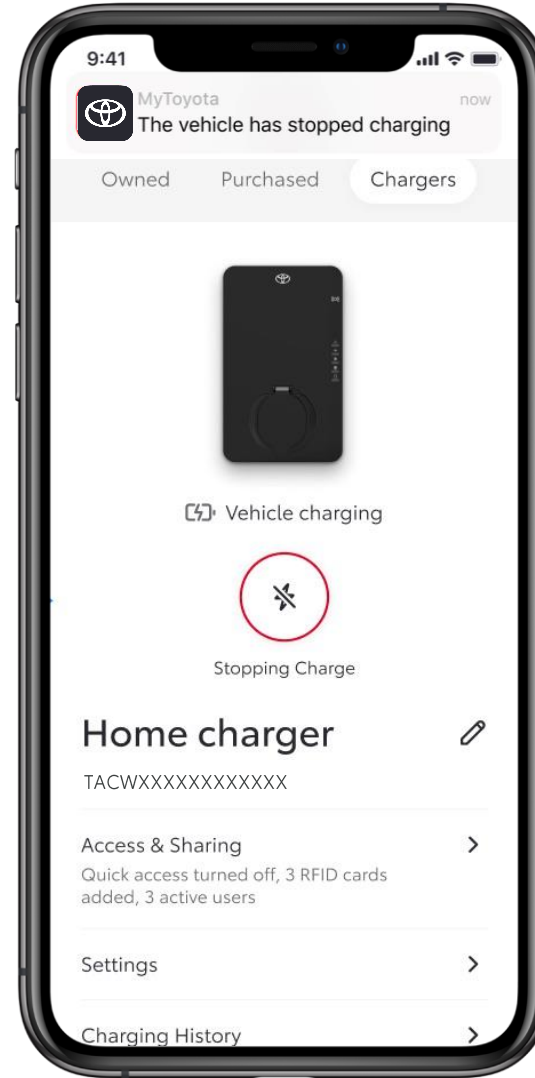 9:41
MyToyota now
The vehicle has stopped charging
Owned Purchased Chargers
Vehicle charging
Stopping Charge
Home charger
TACWXXXXXXXXXXXX
Access & Sharing
Quick access turned off, 3 RFID cards
added, 3 active users
Settings
Charging History